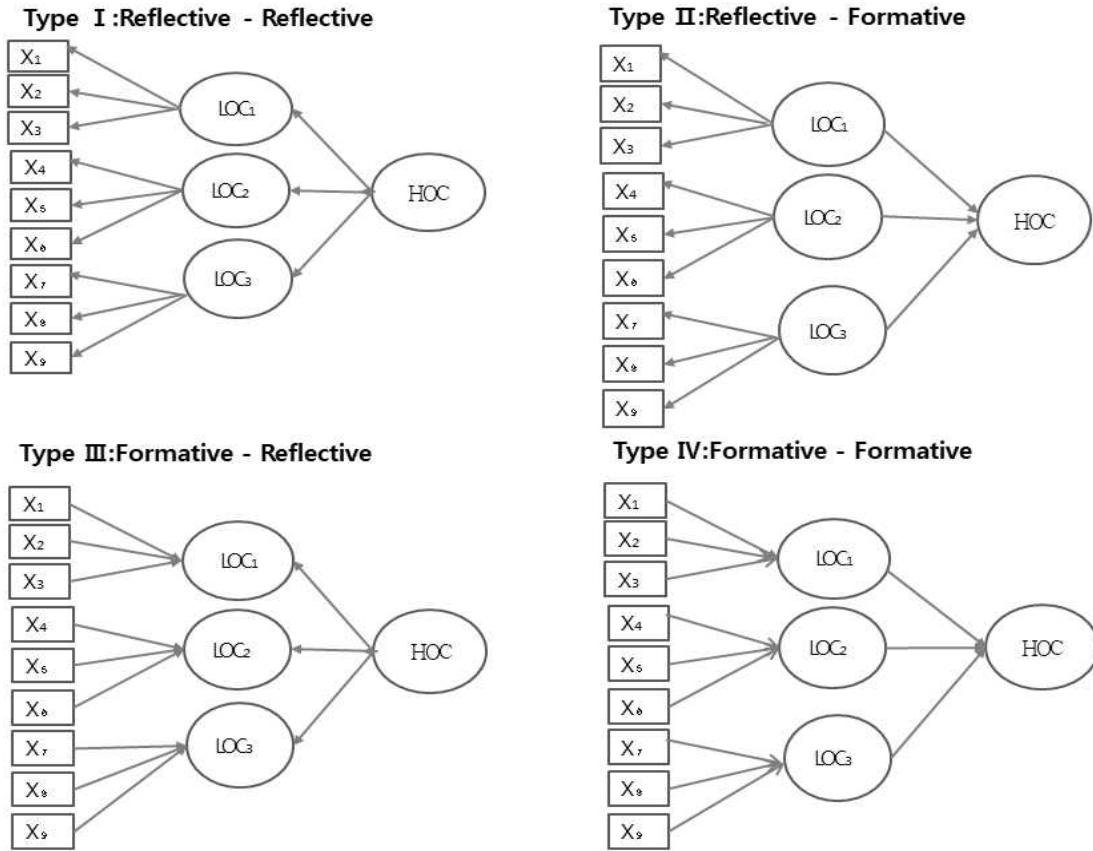 Type Ⅰ:Reflective - Reflective
X₁
X₂
X₃
X₄
X₅
X₆
X₇
X₈
X₉
LOC₁
LOC₂
LOC₃
HOC
Type Ⅱ:Reflective - Formative
X₁
X₂
X₃
X₄
X₅
X₆
X₇
X₈
X₉
LOC₁
LOC₂
LOC₃
HOC
Type Ⅲ:Formative - Reflective
X₁
X₂
X₃
X₄
X₅
X₆
X₇
X₈
X₉
LOC₁
LOC₂
LOC₃
HOC
Type Ⅳ:Formative - Formative
X₁
X₂
X₃
X₄
X₅
X₆
X₇
X₈
X₉
LOC₁
LOC₂
LOC₃
HOC